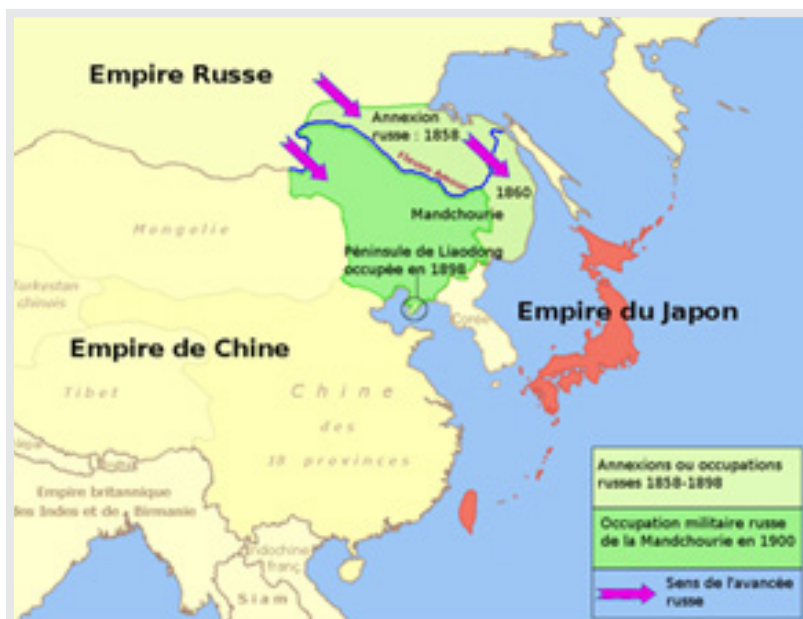 Empire Russe
Annexion
russe : 1858
Fleuve Amour
1860
Mandchourie
Mongolie
Péninsule de Liaodong
occupée en 1898
Turkestan
chinois
Empire du Japon
Corée
Empire de Chine
Tibet
Chine
des
18 provinces
Empire britannique
des Indes et de Birmanie
Indochine
franç.
Siam
Annexions ou occupations
russes 1858-1898
Occupation militaire russe
de la Mandchourie en 1900
Sens de l'avancée
russe